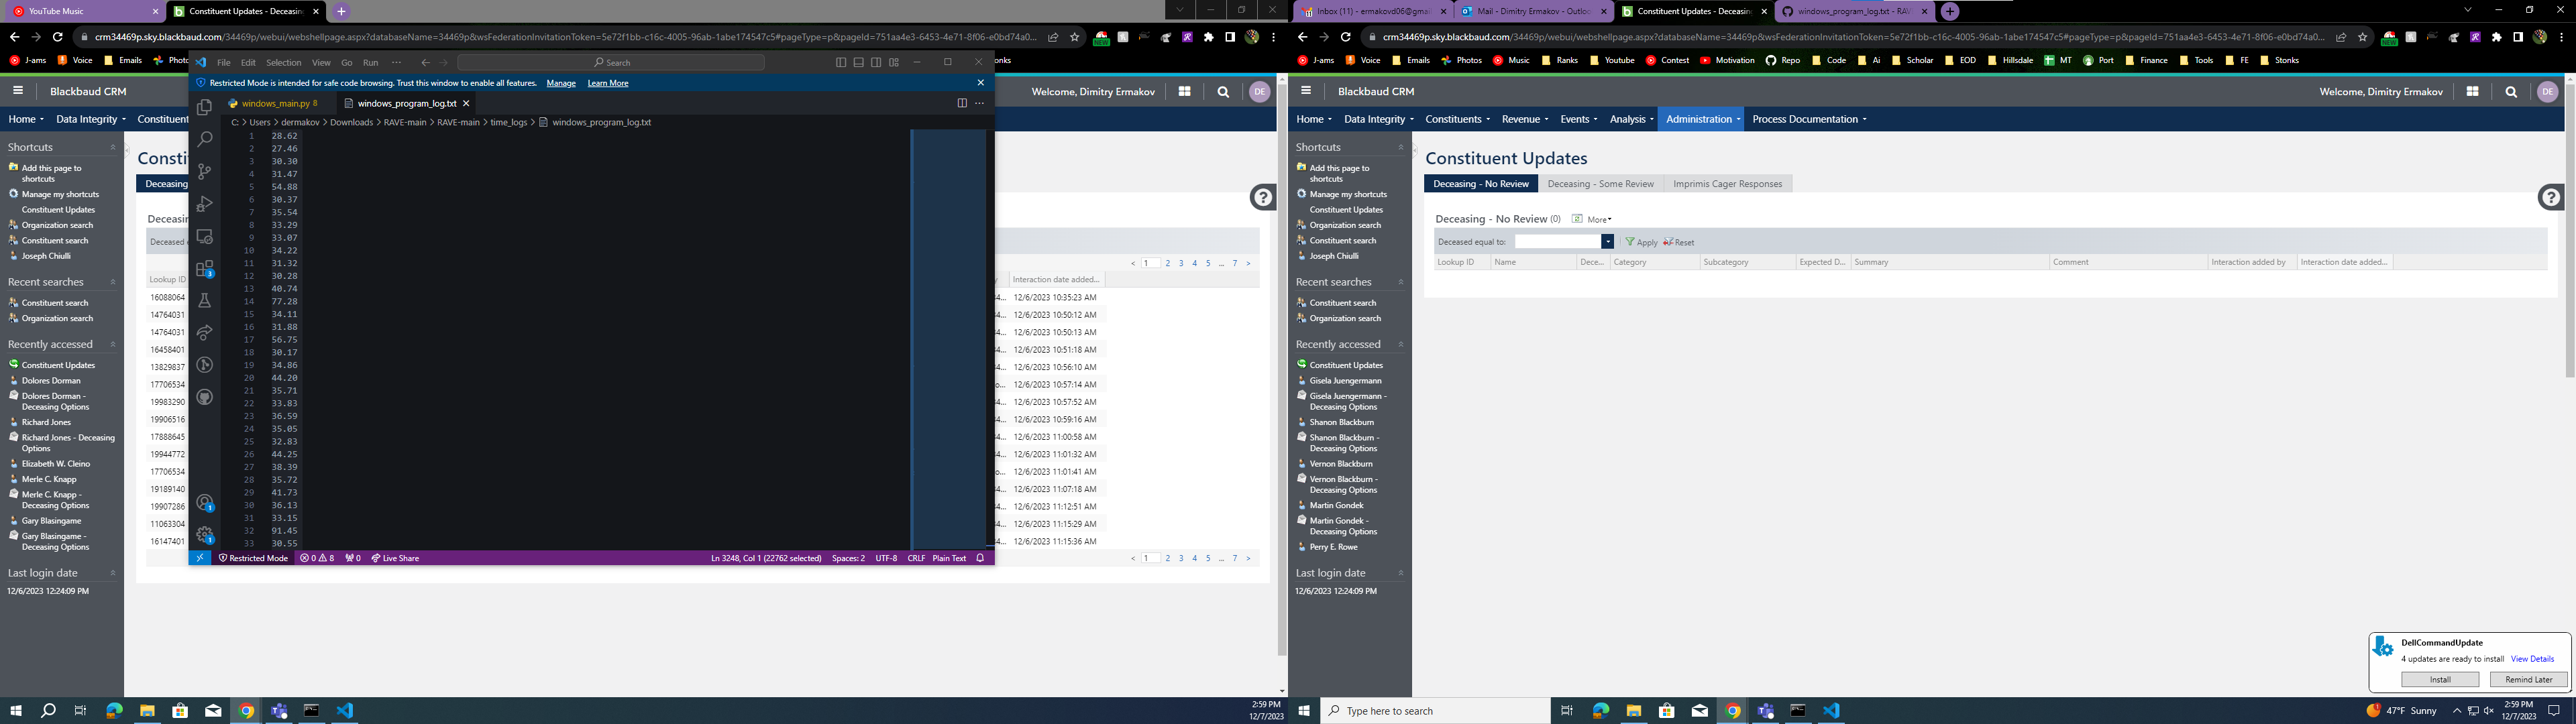 YouTube Music
Constituent Updates - Deceasing
crm34469p.sky.blackbaud.com/34469p/webui/webshellpage.aspx?databaseName=34469p&wsFederationInvitationToken=5e72f1bb-c16c-4005-96ab-1abe174547c5#pageType=p&pageId=751aa4e3-6453-4e71-8f06-e0bd74a0...
J-ams
Voice
Emails
Photo
onks
Blackbaud CRM
Welcome, Dimitry Ermakov
DE
Home
Data Integrity
Constituent
Shortcuts
Add this page to
shortcuts
Manage my shortcuts
Constituent Updates
Organization search
Constituent search
Joseph Chiulli
Recent searches
Constituent search
Organization search
Recently accessed
Constituent Updates
Dolores Dorman
Dolores Dorman -
Deceasing Options
Richard Jones
Richard Jones - Deceasing
Options
Elizabeth W. Cleino
Merle C. Knapp
Merle C. Knapp -
Deceasing Options
Gary Blasingame
Gary Blasingame -
Deceasing Options
Last login date
12/6/2023 12:24:09 PM
Cons
Deceasing
Deceasing
Deceased e
Lookup ID
16088064
14764031
14764031
16458401
13829837
17706534
19983290
19906516
17888645
19944772
17706534
19189140
19907286
11063304
16147401
File Edit Selection View Go Run ...
Search
Restricted Mode is intended for safe code browsing. Trust this window to enable all features. Manage Learn More
windows_main.py 8
windows_program_log.txt
C: > Users > dermakov > Downloads > RAVE-main > RAVE-main > time_logs > windows_program_log.txt
1 28.62
2 27.46
3 30.30
4 31.47
5 54.88
6 30.37
7 35.54
8 33.29
9 33.07
10 34.22
11 31.32
12 30.28
13 40.74
14 77.28
15 34.11
16 31.88
17 56.75
18 30.17
19 34.86
20 44.20
21 35.71
22 33.83
23 36.59
24 35.05
25 32.83
26 44.25
27 38.39
28 35.72
29 41.73
30 36.13
31 33.15
32 91.45
33 30.55
Restricted Mode
0 8
0
Live Share
Ln 3248, Col 1 (22762 selected)
Spaces: 2
UTF-8
CRLF
Plain Text
< 1 2 3 4 5 ... 7 >
Interaction date added...
12/6/2023 10:35:23 AM
12/6/2023 10:50:12 AM
12/6/2023 10:50:13 AM
12/6/2023 10:51:18 AM
12/6/2023 10:56:10 AM
12/6/2023 10:57:14 AM
12/6/2023 10:57:52 AM
12/6/2023 10:59:16 AM
12/6/2023 11:00:58 AM
12/6/2023 11:01:32 AM
12/6/2023 11:01:41 AM
12/6/2023 11:07:18 AM
12/6/2023 11:12:51 AM
12/6/2023 11:15:29 AM
12/6/2023 11:15:36 AM
< 1 2 3 4 5 ... 7 >
2:59 PM
12/7/2023
Inbox (11) - ermakovd06@gmai
Mail - Dimitry Ermakov - Outloo
Constituent Updates - Deceasing
windows_program_log.txt - RAVE
crm34469p.sky.blackbaud.com/34469p/webui/webshellpage.aspx?databaseName=34469p&wsFederationInvitationToken=5e72f1bb-c16c-4005-96ab-1abe174547c5#pageType=p&pageId=751aa4e3-6453-4e71-8f06-e0bd74a0...
J-ams
Voice
Emails
Photos
Music
Ranks
Youtube
Contest
Motivation
Repo
Code
Ai
Scholar
EOD
Hillsdale
MT
Port
Finance
Tools
FE
Stonks
Blackbaud CRM
Welcome, Dimitry Ermakov
DE
Home
Data Integrity
Constituents
Revenue
Events
Analysis
Administration
Process Documentation
Shortcuts
Add this page to
shortcuts
Manage my shortcuts
Constituent Updates
Organization search
Constituent search
Joseph Chiulli
Recent searches
Constituent search
Organization search
Recently accessed
Constituent Updates
Gisela Juengermann
Gisela Juengermann -
Deceasing Options
Shanon Blackburn
Shanon Blackburn -
Deceasing Options
Vernon Blackburn
Vernon Blackburn -
Deceasing Options
Martin Gondek
Martin Gondek -
Deceasing Options
Perry E. Rowe
Last login date
12/6/2023 12:24:09 PM
Constituent Updates
Deceasing - No Review
Deceasing - Some Review
Imprimis Cager Responses
Deceasing - No Review (0)
More
Deceased equal to:
Apply
Reset
Lookup ID
Name
Dece...
Category
Subcategory
Expected D...
Summary
Comment
Interaction added by
Interaction date added...
DellCommandUpdate
4 updates are ready to install View Details
Install
Remind Later
Type here to search
47°F Sunny
2:59 PM
12/7/2023